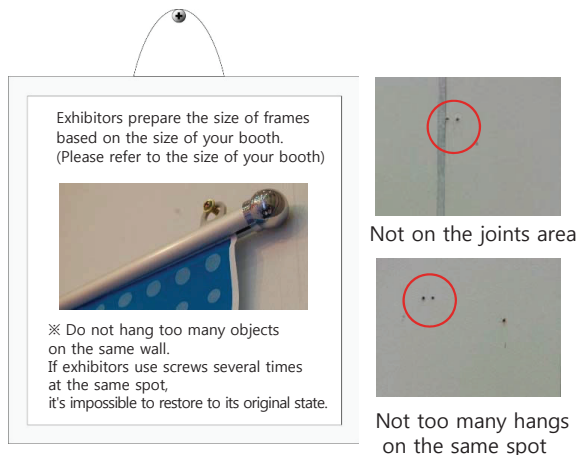 Exhibitors prepare the size of frames
based on the size of your booth.
(Please refer to the size of your booth)
※ Do not hang too many objects
on the same wall.
If exhibitors use screws several times
at the same spot,
it's impossible to restore to its original state.
Not on the joints area
Not too many hangs
on the same spot